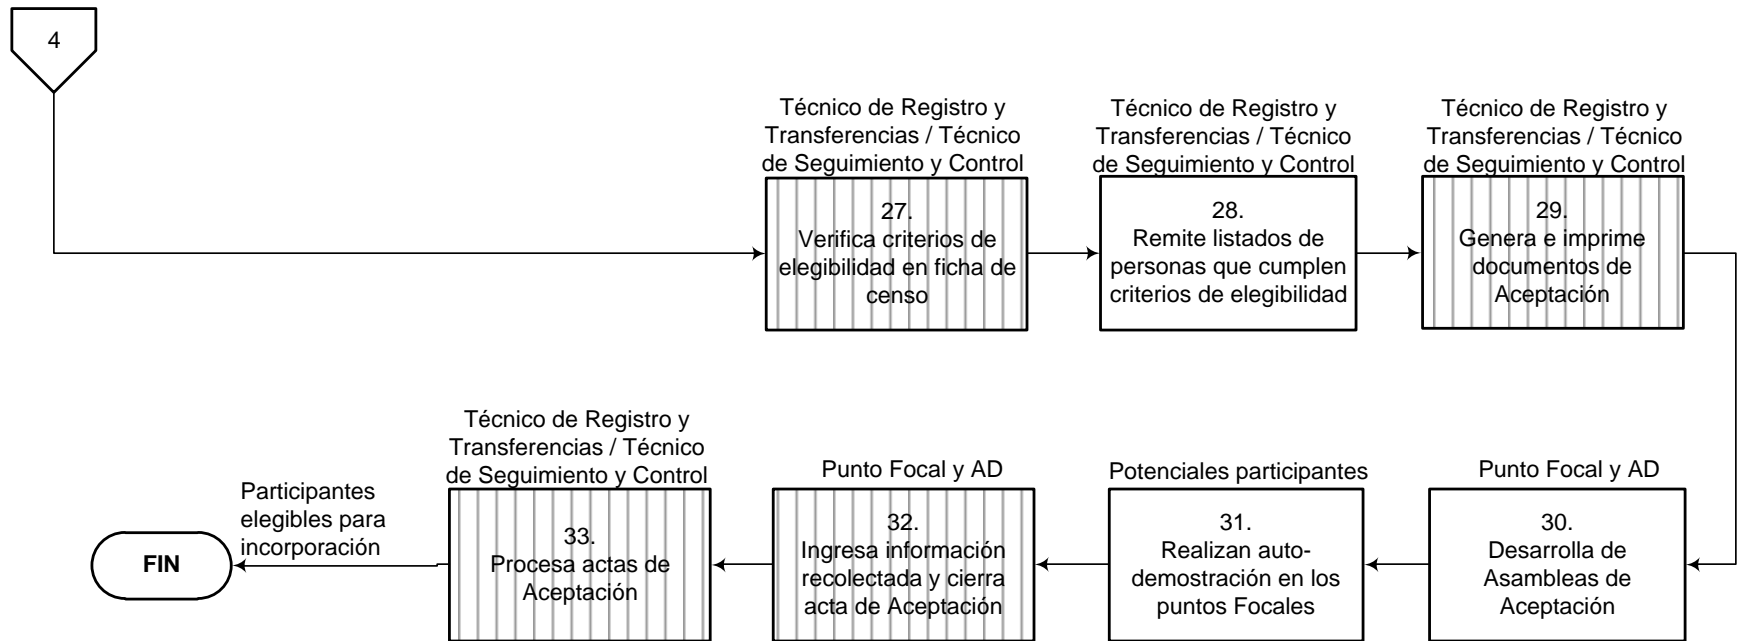 4
Técnico de Registro y
Transferencias / Técnico
de Seguimiento y Control
27.
Verifica criterios de
elegibilidad en ficha de
censo
Técnico de Registro y
Transferencias / Técnico
de Seguimiento y Control
28.
Remite listados de
personas que cumplen
criterios de elegibilidad
Técnico de Registro y
Transferencias / Técnico
de Seguimiento y Control
29.
Genera e imprime
documentos de
Aceptación
Punto Focal y AD
30.
Desarrolla de
Asambleas de
Aceptación
Potenciales participantes
31.
Realizan auto-
demostración en los
puntos Focales
Punto Focal y AD
32.
Ingresa información
recolectada y cierra
acta de Aceptación
Técnico de Registro y
Transferencias / Técnico
de Seguimiento y Control
33.
Procesa actas de
Aceptación
Participantes
elegibles para
incorporación
FIN